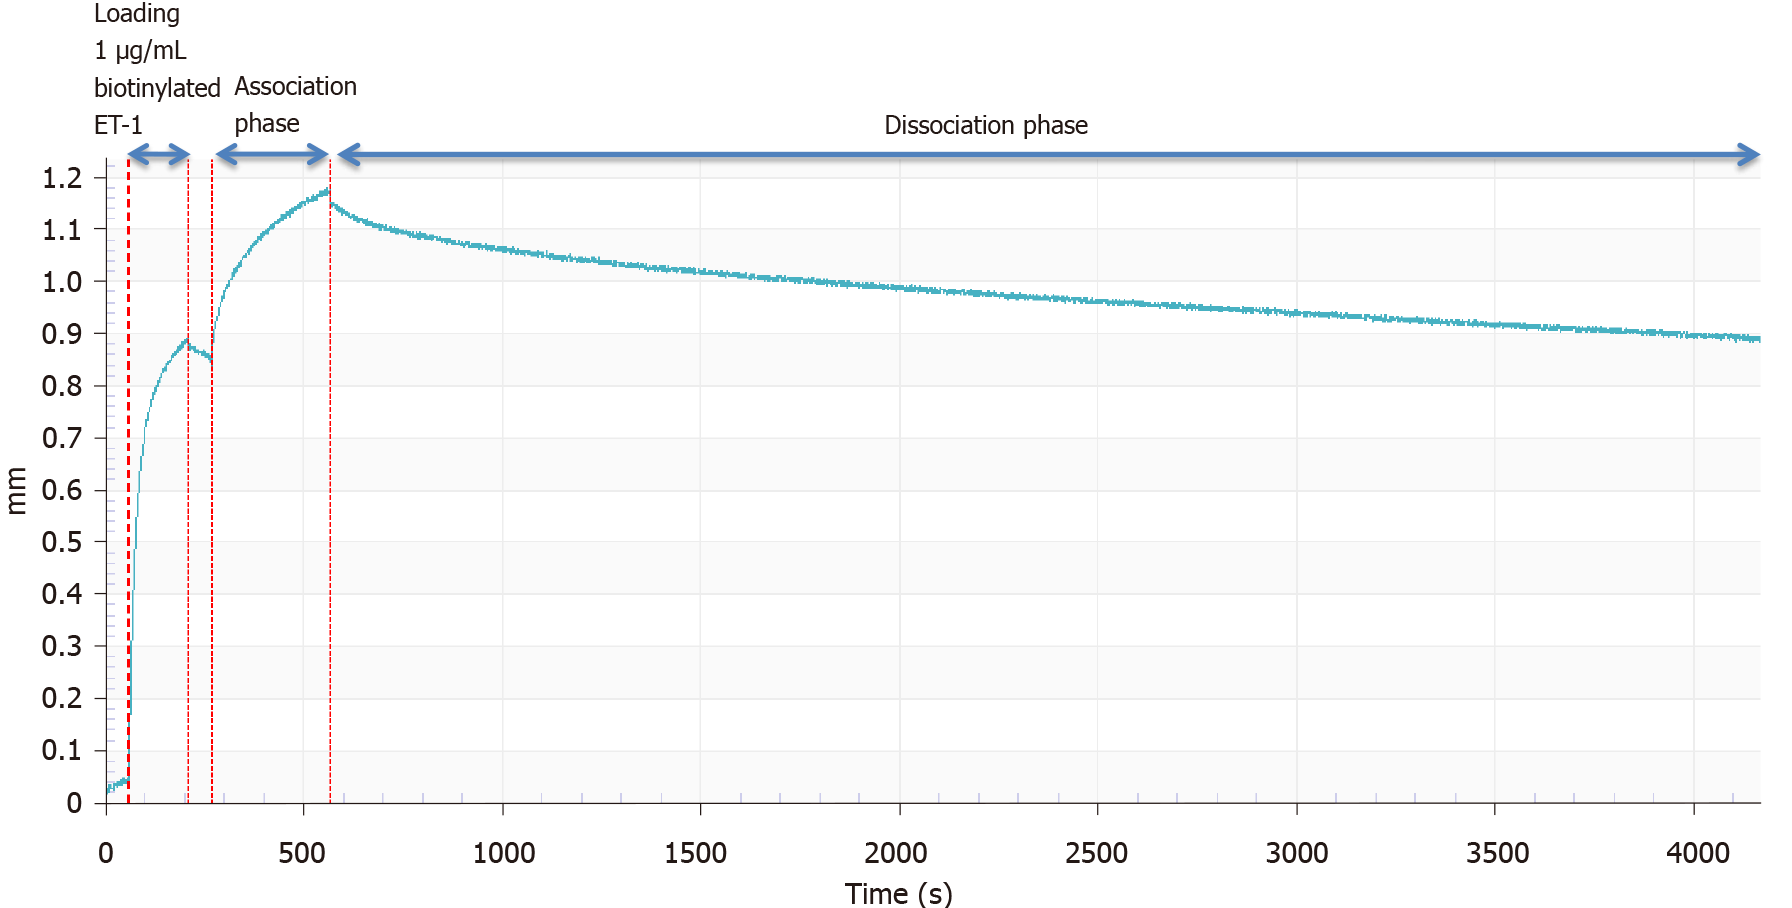 Loading
1 µg/mL
biotinylated
ET-1
Association
phase
Dissociation phase
1.2
1.1
1.0
0.9
0.8
0.7
0.6
0.5
0.4
0.3
0.2
0.1
0
mm
0 500 1000 1500 2000 2500 3000 3500 4000
Time (s)